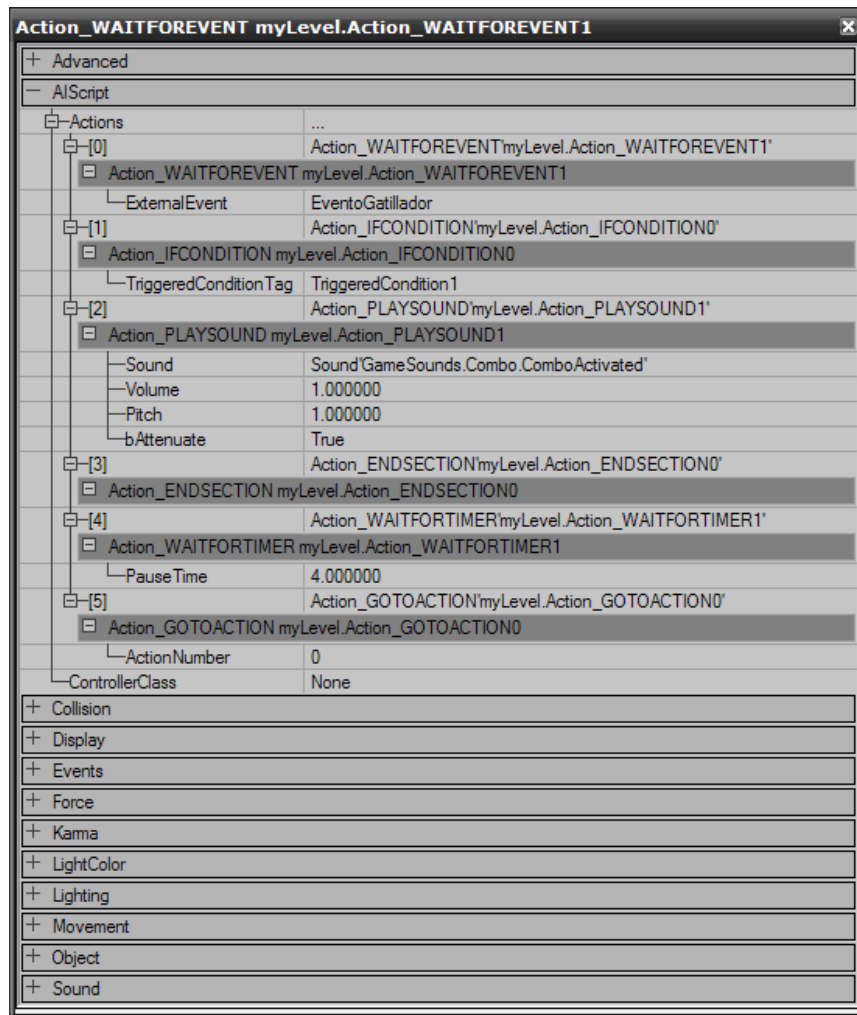 Action_WAITFOREVENT myLevel.Action_WAITFOREVENT1
Advanced
AIScript
Actions ...
[0] Action_WAITFOREVENT'myLevel.Action_WAITFOREVENT1'
Action_WAITFOREVENT myLevel.Action_WAITFOREVENT1
ExternalEvent EventoGatillador
[1] Action_IFCONDITION'myLevel.Action_IFCONDITION0'
Action_IFCONDITION myLevel.Action_IFCONDITION0
TriggeredConditionTag TriggeredCondition1
[2] Action_PLAYSOUND'myLevel.Action_PLAYSOUND1'
Action_PLAYSOUND myLevel.Action_PLAYSOUND1
Sound Sound'GameSounds.Combo.ComboActivated'
Volume 1.000000
Pitch 1.000000
bAttenuate True
[3] Action_ENDSECTION'myLevel.Action_ENDSECTION0'
Action_ENDSECTION myLevel.Action_ENDSECTION0
[4] Action_WAITFORTIMER'myLevel.Action_WAITFORTIMER1'
Action_WAITFORTIMER myLevel.Action_WAITFORTIMER1
PauseTime 4.000000
[5] Action_GOTOACTION'myLevel.Action_GOTOACTION0'
Action_GOTOACTION myLevel.Action_GOTOACTION0
ActionNumber 0
ControllerClass None
Collision
Display
Events
Force
Karma
LightColor
Lighting
Movement
Object
Sound